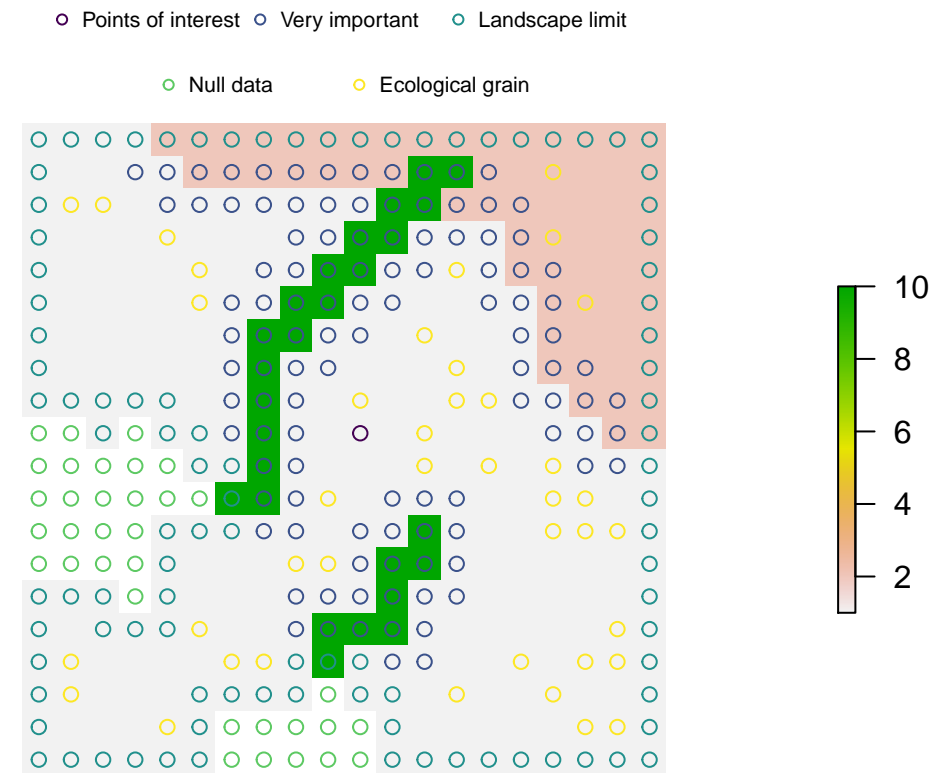 Points of interest Very important Landscape limit
Null data Ecological grain
10
8
6
4
2